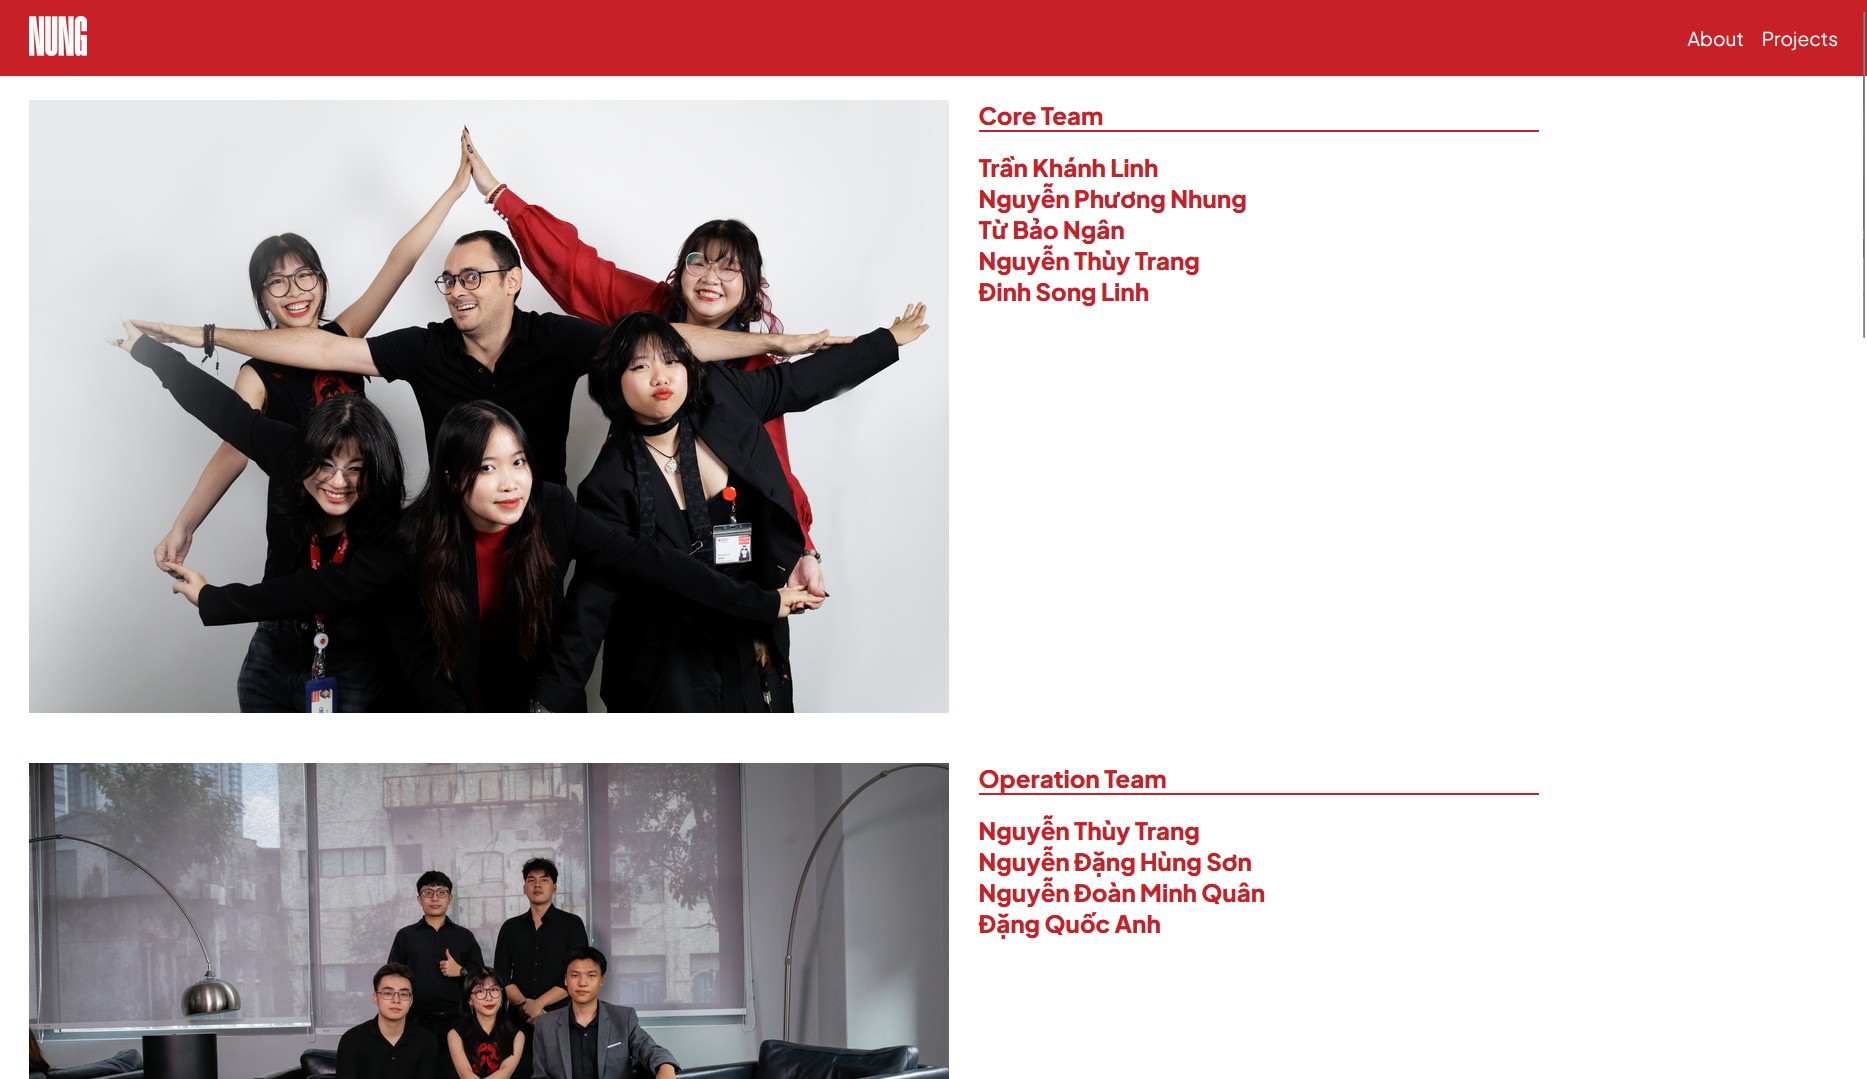 NUNG
About
Projects
Core Team
Trần Khánh Linh
Nguyễn Phương Nhung
Từ Bảo Ngân
Nguyễn Thùy Trang
Đinh Song Linh
Operation Team
Nguyễn Thùy Trang
Nguyễn Đặng Hùng Sơn
Nguyễn Đoàn Minh Quân
Đặng Quốc Anh